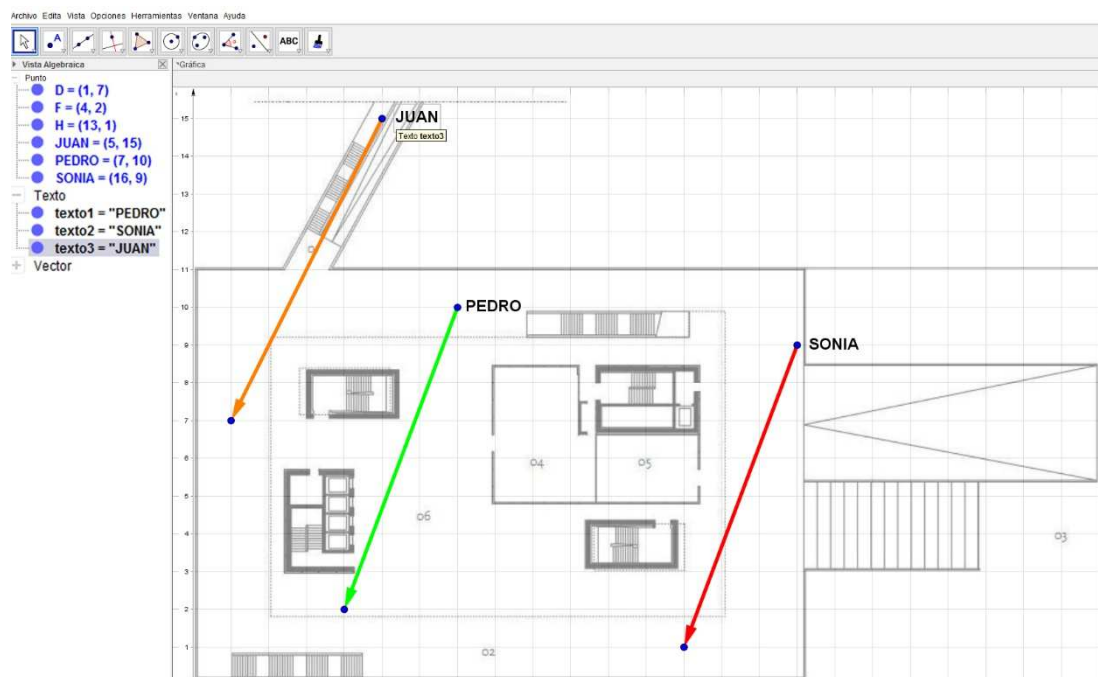 Archivo Edita Vista Opciones Herramientas Ventana Ayuda
A
ABC
Vista Algebraica
*Gráfica
Punto
D = (1, 7)
F = (4, 2)
H = (13, 1)
JUAN = (5, 15)
PEDRO = (7, 10)
SONIA = (16, 9)
Texto
texto1 = "PEDRO"
texto2 = "SONIA"
texto3 = "JUAN"
Vector
15
JUAN
Texto texto3
14
13
12
11
10
PEDRO
9
SONIA
8
7
6
04
05
5
06
4
03
3
2
1
02